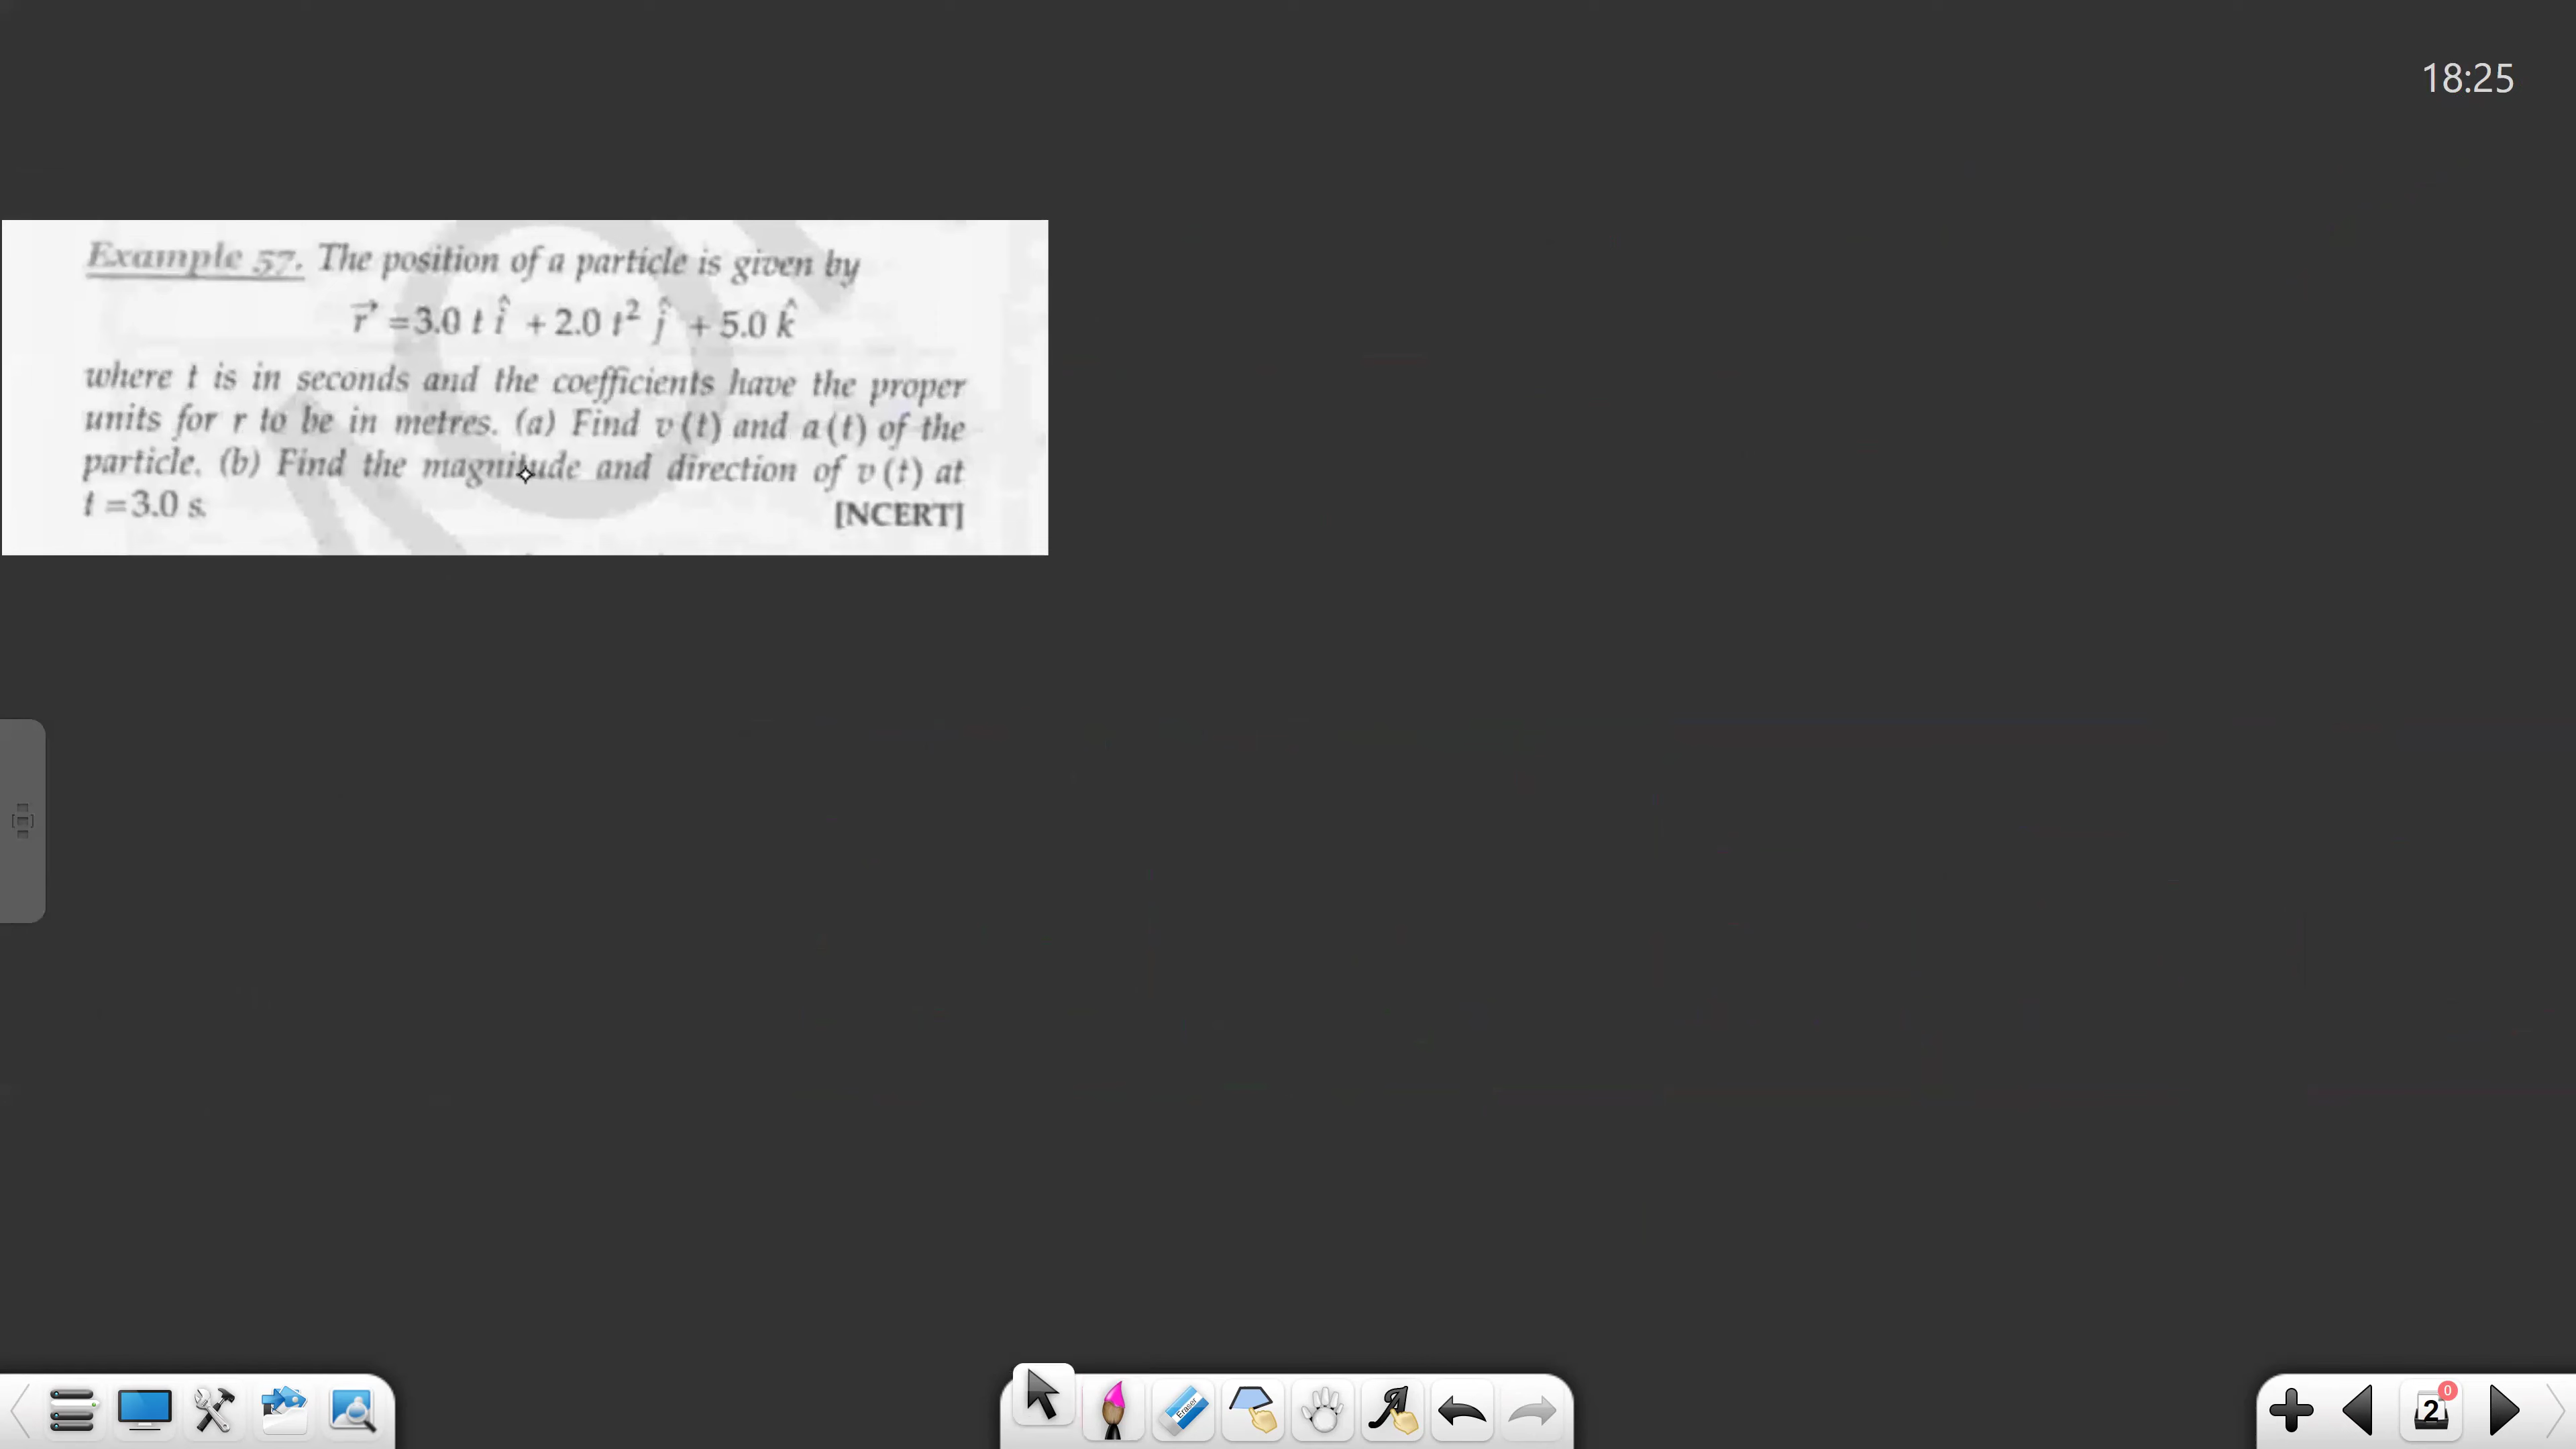 18:25
Example 57. The position of a particle is given by
r⃗ = 3.0 t î + 2.0 t² ĵ + 5.0 k̂
where t is in seconds and the coefficients have the proper
units for r to be in metres. (a) Find v (t) and a (t) of the
particle. (b) Find the magnitude and direction of v (t) at
t = 3.0 s.
[NCERT]
Eraser
0
2